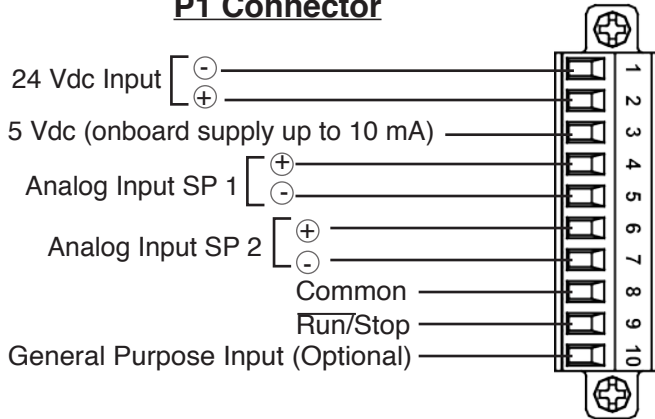 P1 Connector
24 Vdc Input
-
+
5 Vdc (onboard supply up to 10 mA)
Analog Input SP 1
+
-
Analog Input SP 2
+
-
Common
Run/Stop
General Purpose Input (Optional)
1
2
3
4
5
6
7
8
9
10